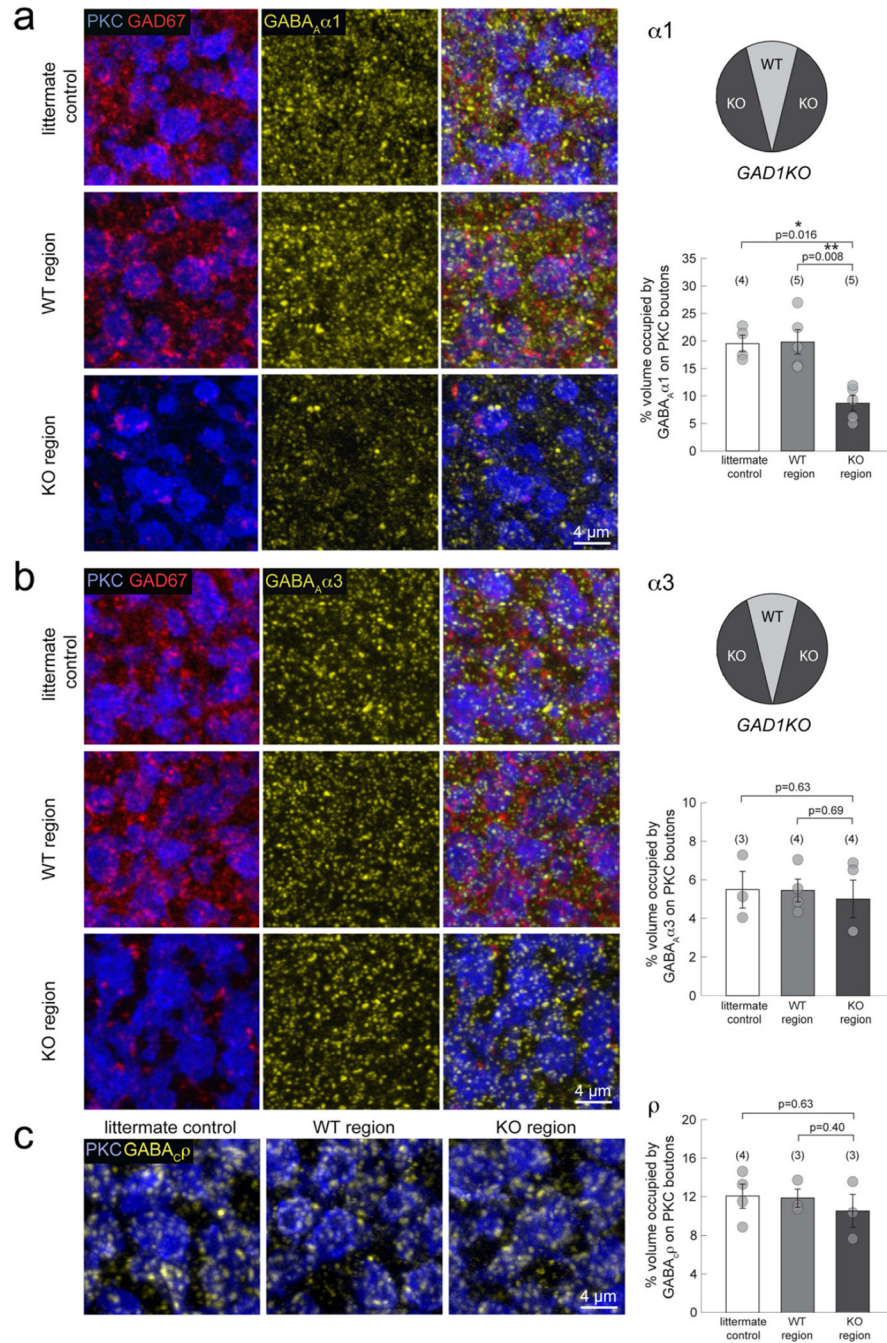 a
PKC GAD67
GABAAα1
littermate
control
WT region
KO region
4 µm
α1
WT
KO
KO
GAD1KO
*
p=0.016
**
p=0.008
35
30
25
20
15
10
5
0
(4)
(5)
(5)
% volume occupied by
GABAAα1 on PKC boutons
littermate
control
WT
region
KO
region
b
PKC GAD67
GABAAα3
littermate
control
WT region
KO region
4 µm
α3
WT
KO
KO
GAD1KO
p=0.63
p=0.69
10
8
6
4
2
0
(3)
(4)
(4)
% volume occupied by
GABAAα3 on PKC boutons
littermate
control
WT
region
KO
region
c
littermate control
WT region
KO region
PKC GABACρ
4 µm
ρ
p=0.63
p=0.40
20
16
12
8
4
0
(4)
(3)
(3)
% volume occupied by
GABACρ on PKC boutons
littermate
control
WT
region
KO
region